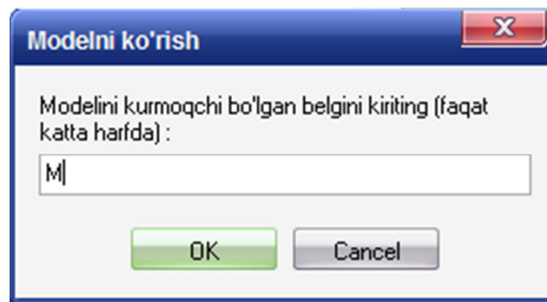 Modelni ko'rish
Modelini kurmoqchi bo'lgan belgini kiriting (faqat
katta harfda) :
M
OK Cancel